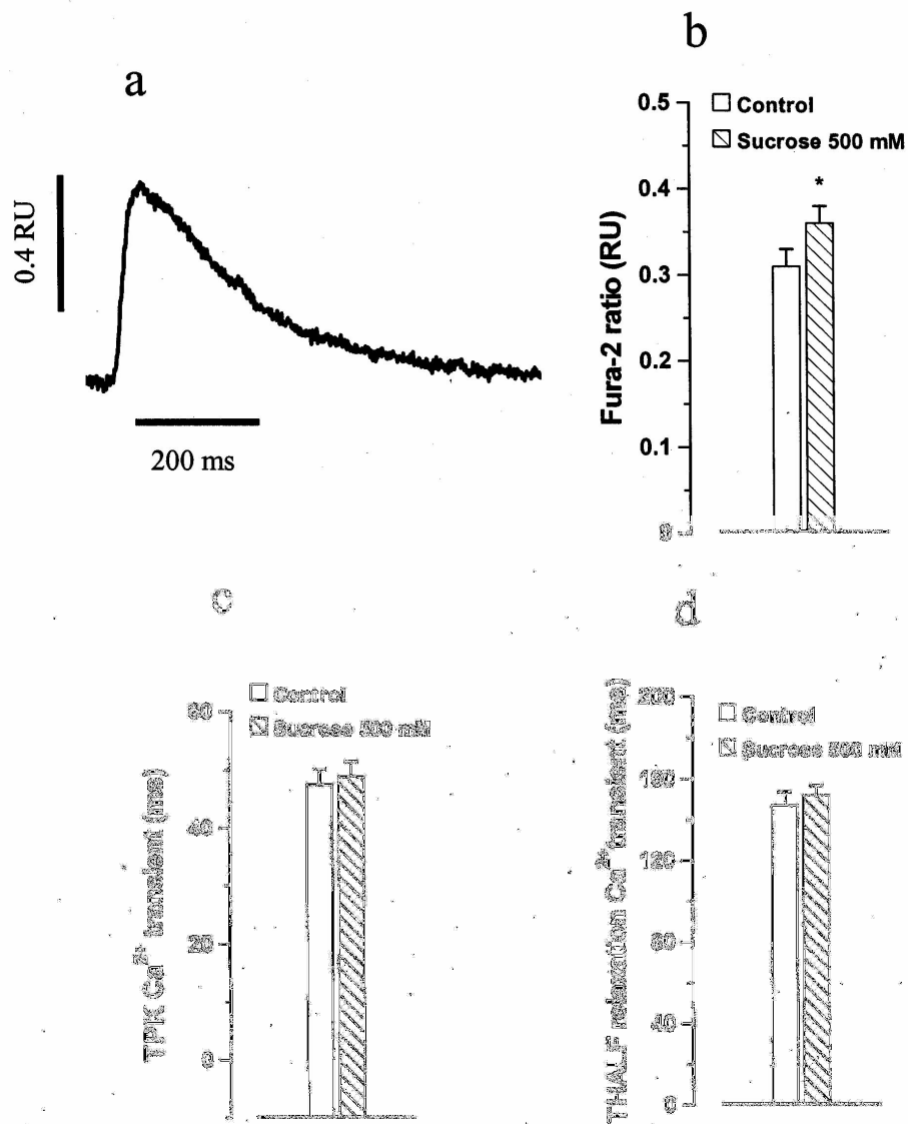 a
0.4 RU
200 ms
b
Fura-2 ratio (RU)
0.5
0.4
0.3
0.2
0.1
0
Control
Sucrose 500 mM
*
c
TPK Ca²⁺ transient (ms)
60
40
20
0
Control
Sucrose 500 mM
d
THALF relaxation Ca²⁺ transient (ms)
200
160
120
80
40
0
Control
Sucrose 500 mM